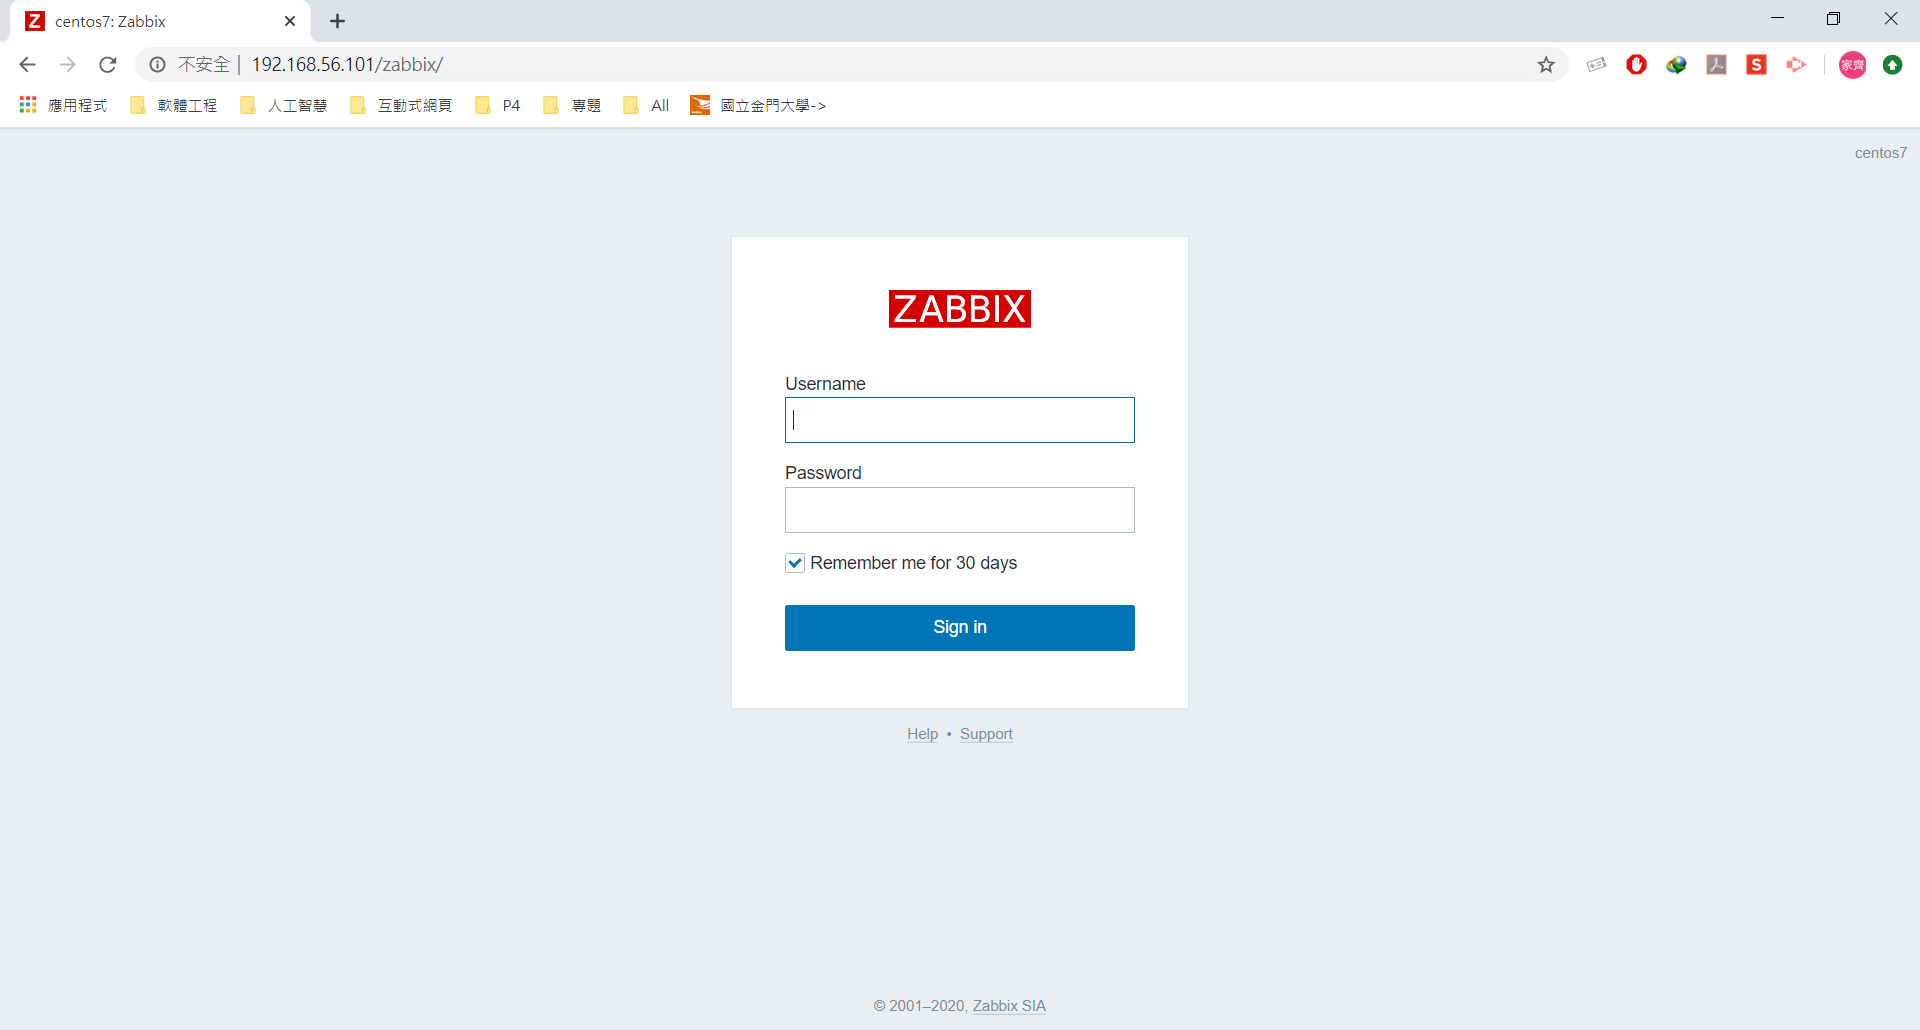 Z centos7: Zabbix
不安全 | 192.168.56.101/zabbix/
S 家齊
應用程式 軟體工程 人工智慧 互動式網頁 P4 專題 All 國立金門大學->
centos7
ZABBIX
Username
Password
Remember me for 30 days
Sign in
Help • Support
© 2001–2020, Zabbix SIA